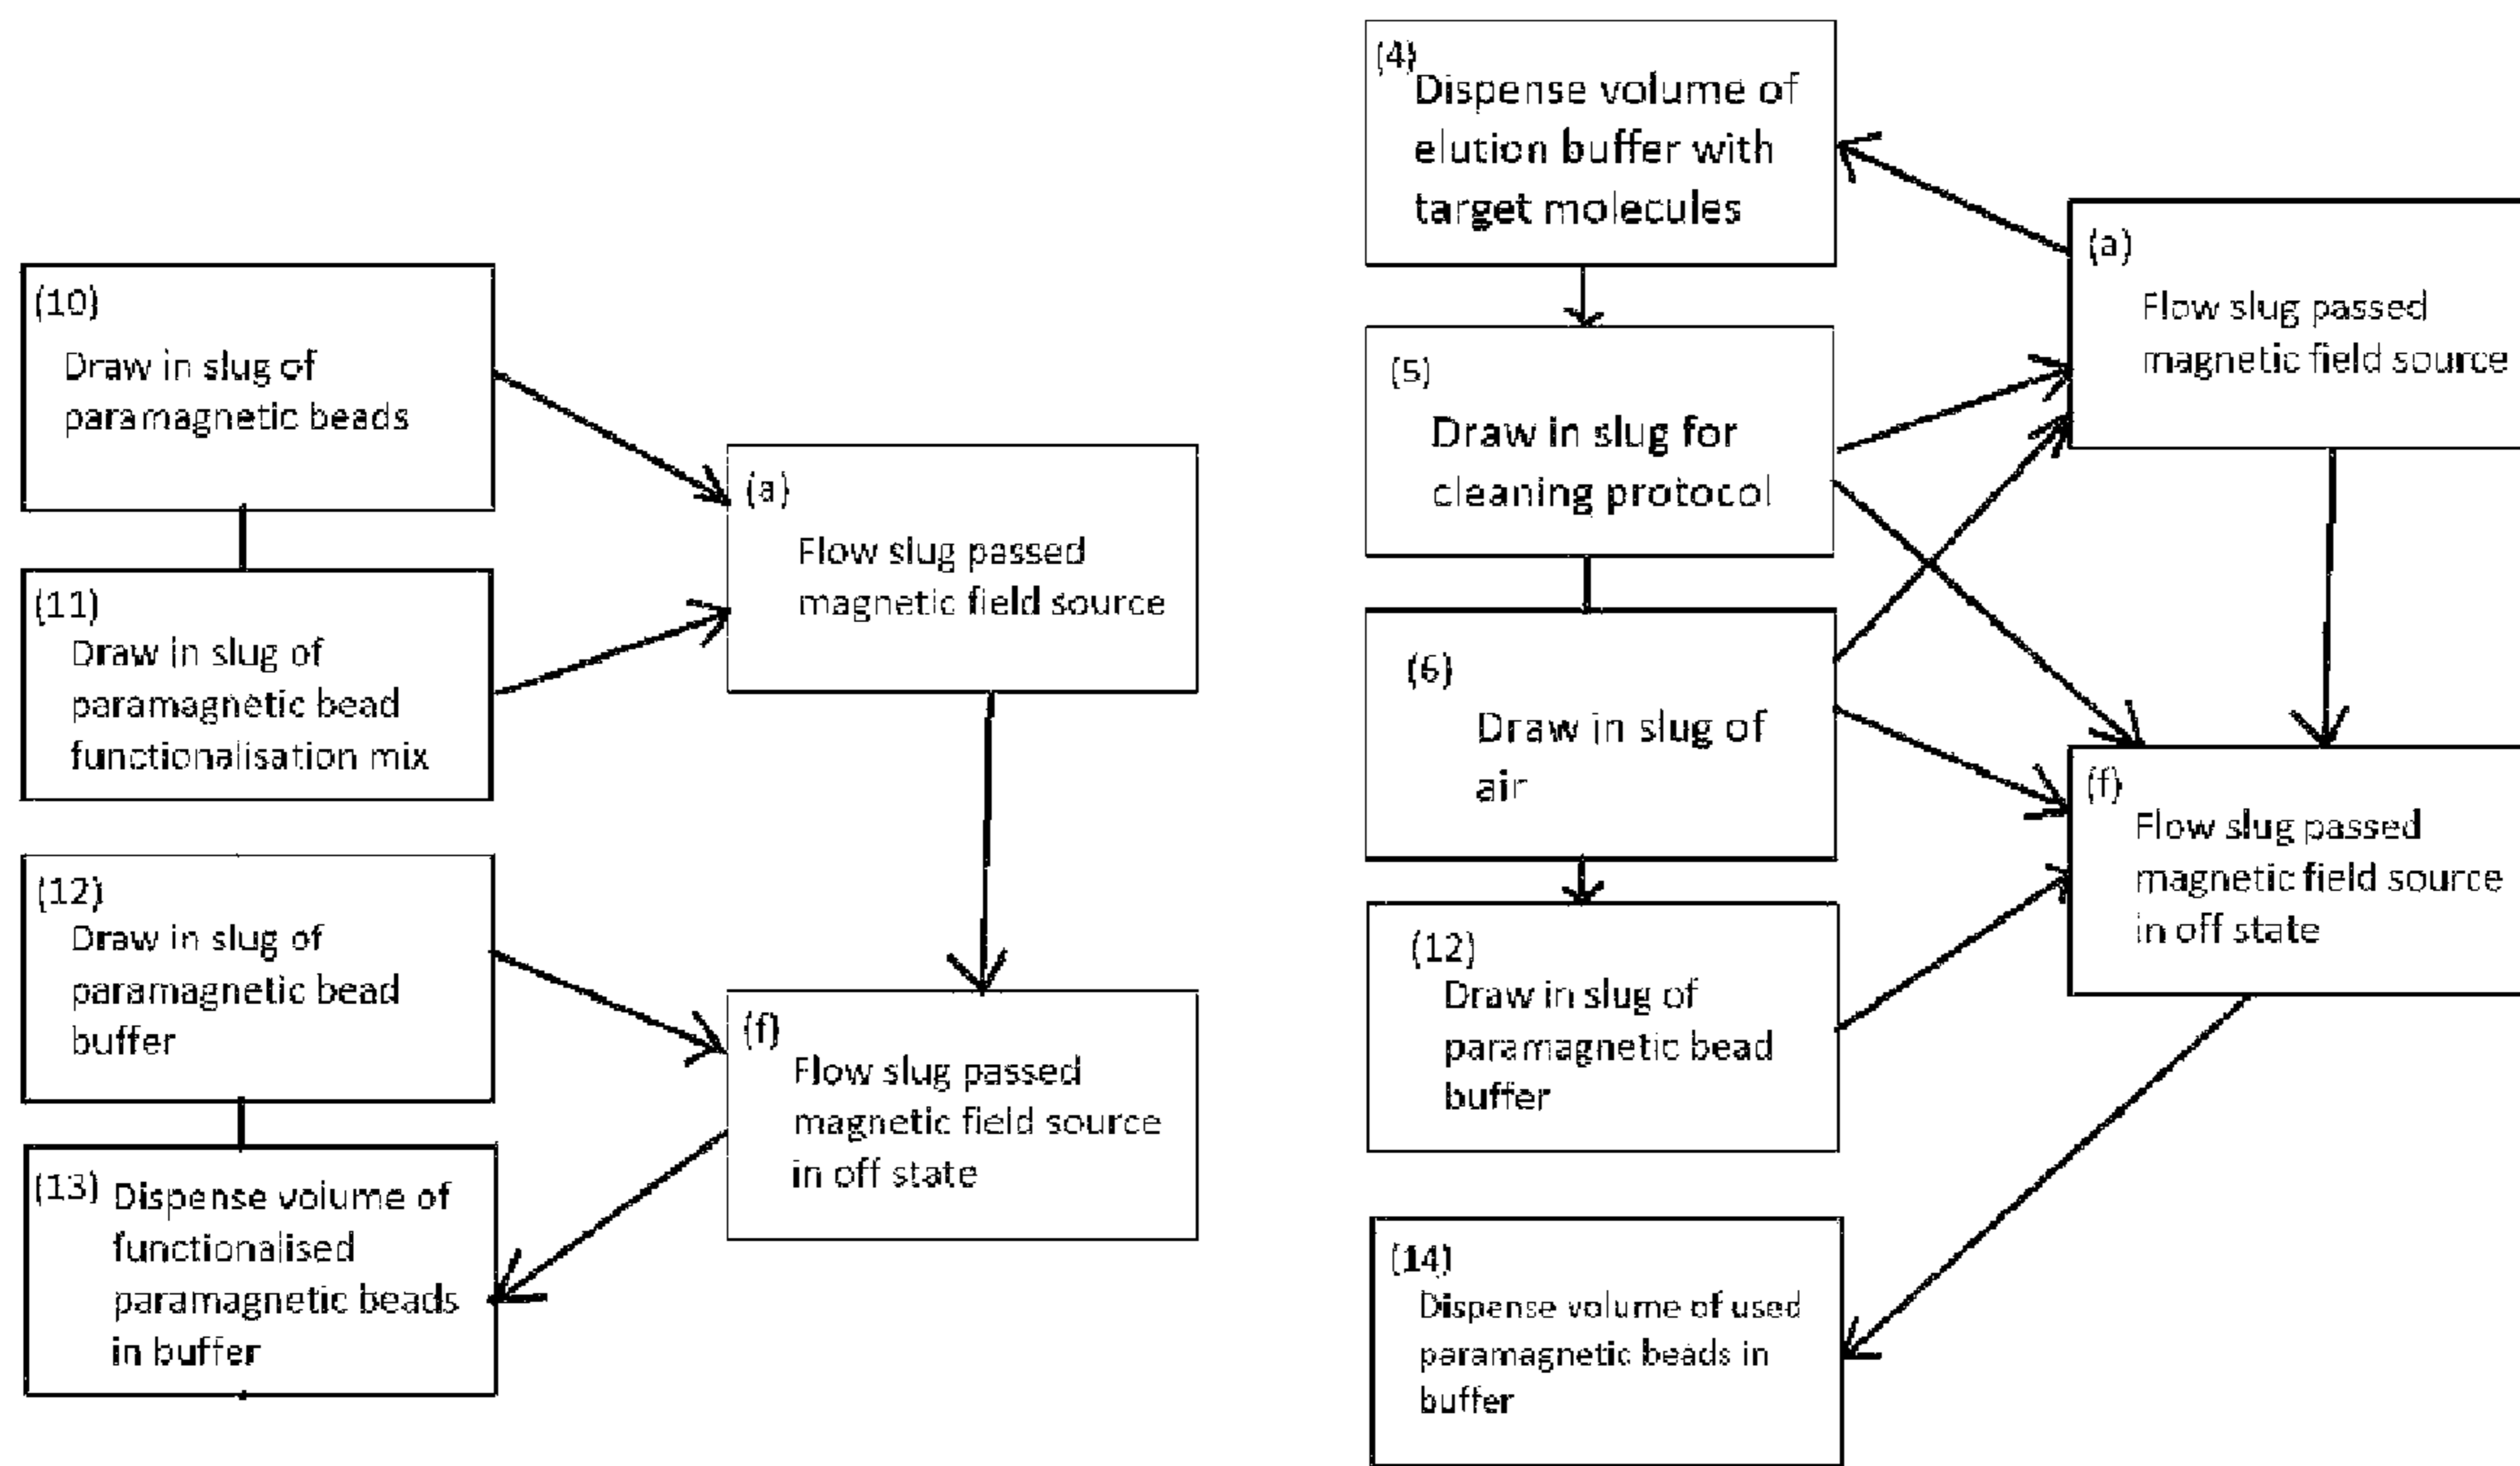 (10)
Draw in slug of
paramagnetic beads
(11)
Draw in slug of
paramagnetic bead
functionalisation mix
(12)
Draw in slug of
paramagnetic bead
buffer
(13) Dispense volume of
functionalised
paramagnetic beads
in buffer
(a)
Flow slug passed
magnetic field source
(f)
Flow slug passed
magnetic field source
in off state
(4)
Dispense volume of
elution buffer with
target molecules
(5)
Draw in slug for
cleaning protocol
(6)
Draw in slug of
air
(12)
Draw in slug of
paramagnetic bead
buffer
(14)
Dispense volume of used
paramagnetic beads in
buffer
(a)
Flow slug passed
magnetic field source
(f)
Flow slug passed
magnetic field source
in off state